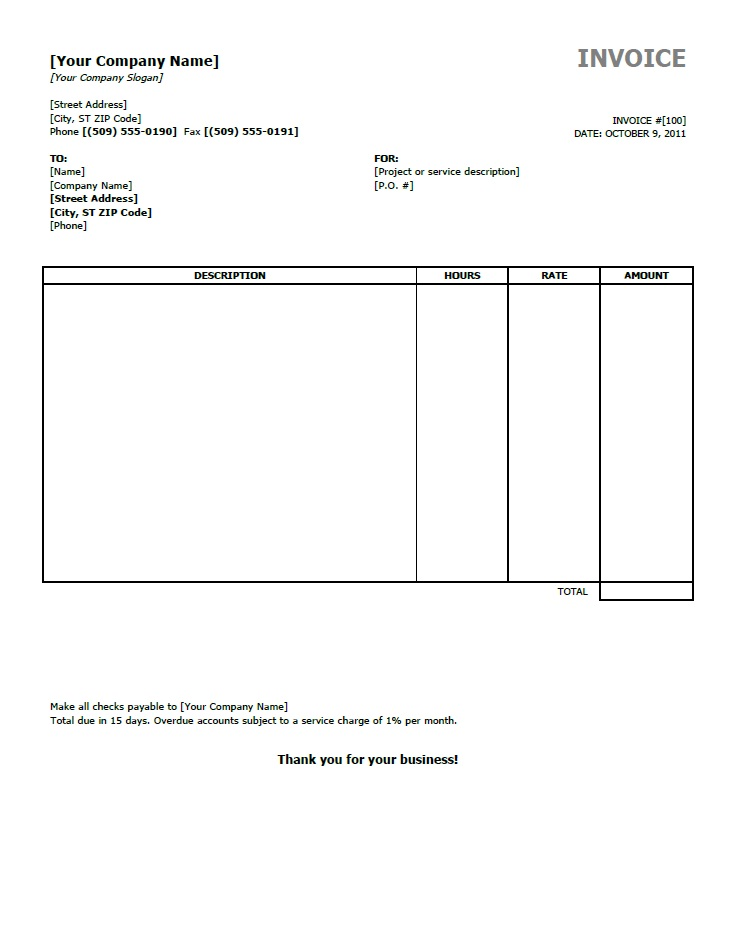 [Your Company Name]
INVOICE
[Your Company Slogan]
[Street Address]
[City, ST ZIP Code]
Phone [(509) 555-0190] Fax [(509) 555-0191]
INVOICE #[100]
DATE: OCTOBER 9, 2011
TO:
[Name]
[Company Name]
[Street Address]
[City, ST ZIP Code]
[Phone]
FOR:
[Project or service description]
[P.O. #]
DESCRIPTION HOURS RATE AMOUNT
TOTAL
Make all checks payable to [Your Company Name]
Total due in 15 days. Overdue accounts subject to a service charge of 1% per month.
Thank you for your business!